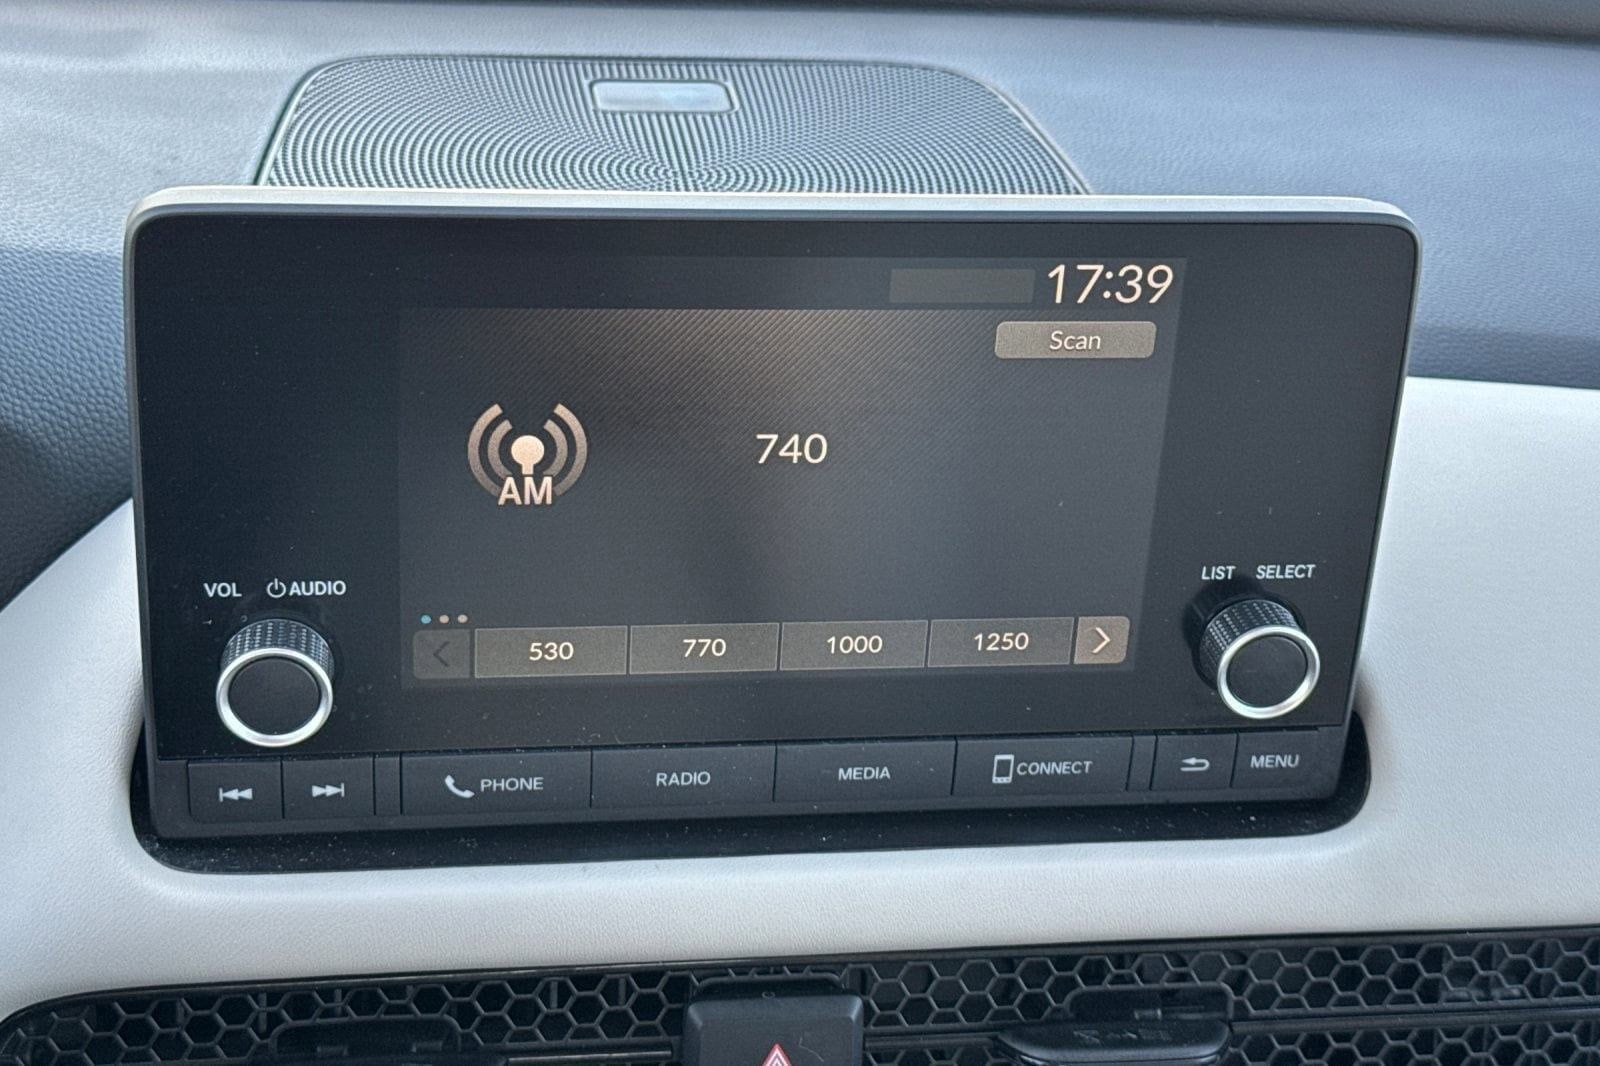 17:39
Scan
AM
740
VOL AUDIO
LIST SELECT
530 770 1000 1250
PHONE RADIO MEDIA CONNECT MENU